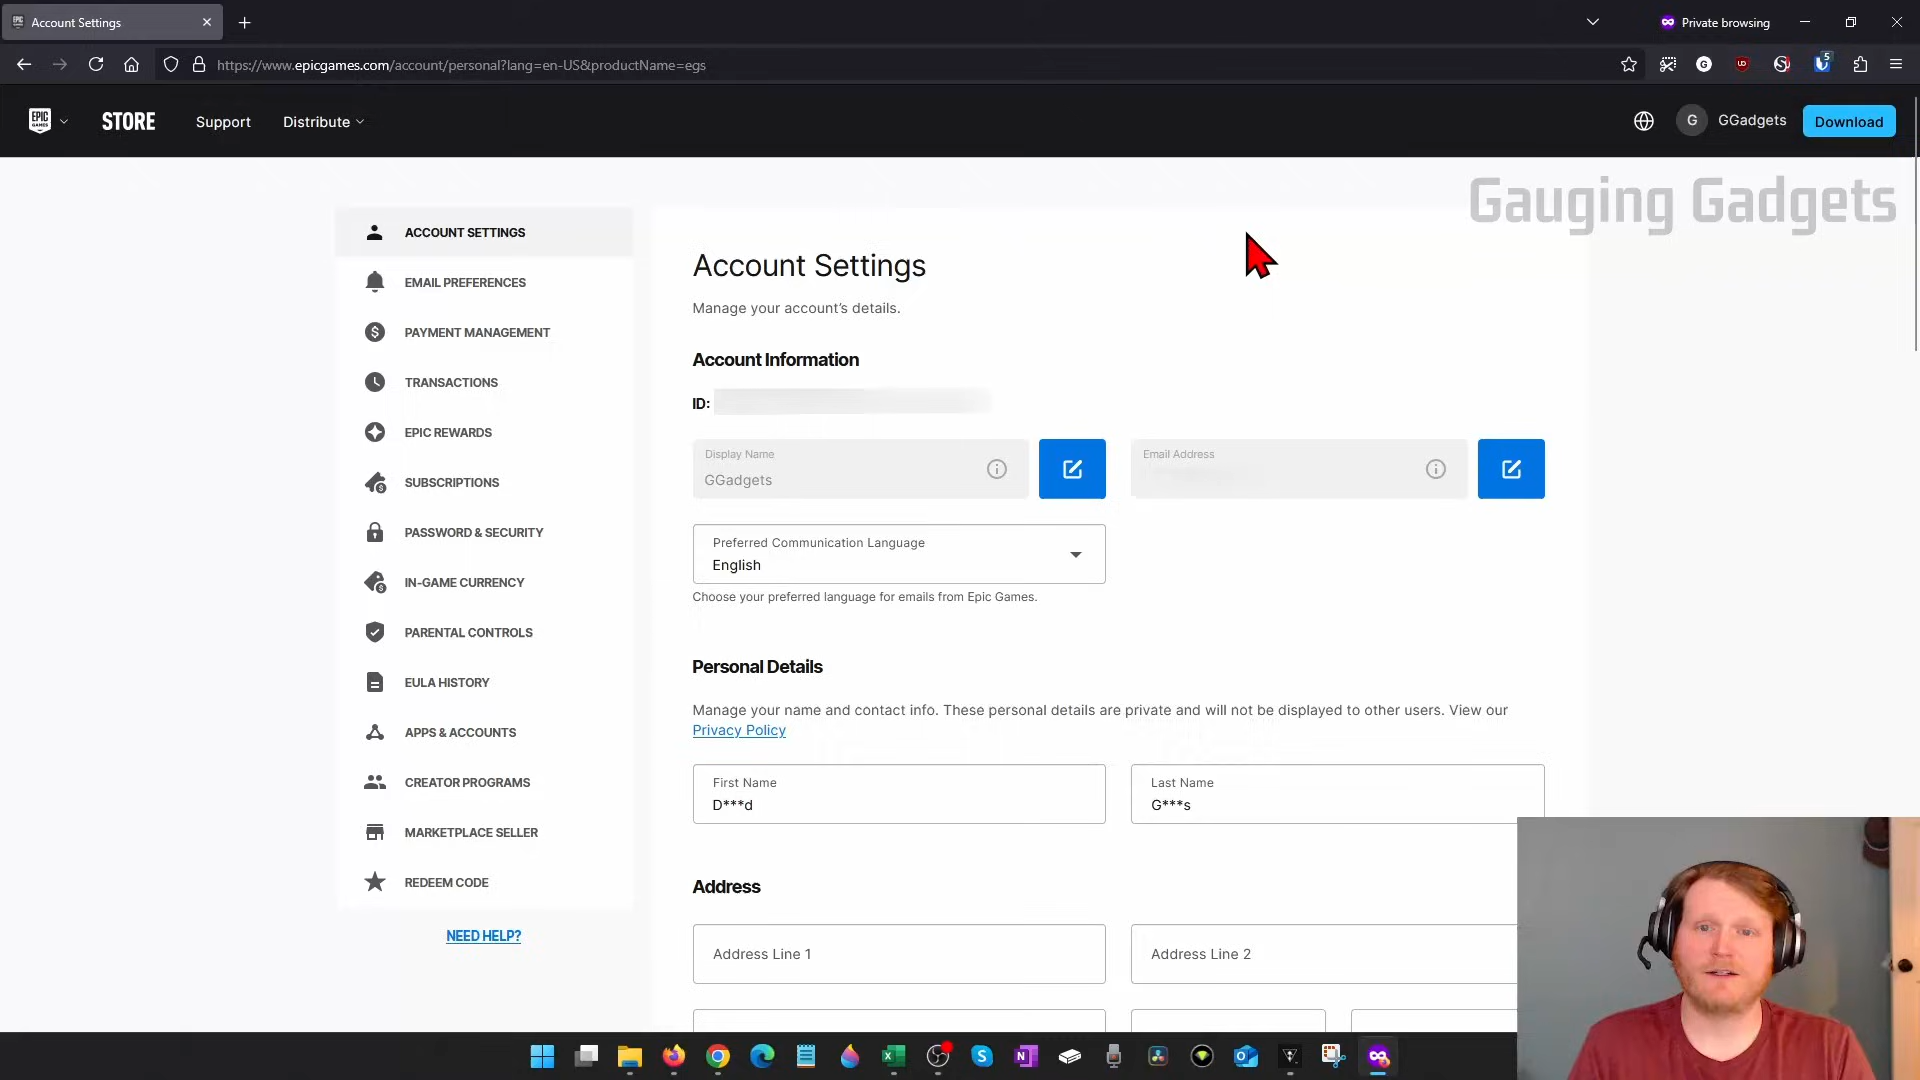 Account Settings
Private browsing
https://www.epicgames.com/account/personal?lang=en-US&productName=egs
EPIC GAMES
STORE
Support
Distribute
G
GGadgets
Download
Gauging Gadgets
ACCOUNT SETTINGS
EMAIL PREFERENCES
PAYMENT MANAGEMENT
TRANSACTIONS
EPIC REWARDS
SUBSCRIPTIONS
PASSWORD & SECURITY
IN-GAME CURRENCY
PARENTAL CONTROLS
EULA HISTORY
APPS & ACCOUNTS
CREATOR PROGRAMS
MARKETPLACE SELLER
REDEEM CODE
NEED HELP?
Account Settings
Manage your account's details.
Account Information
ID:
Display Name
GGadgets
Email Address
Preferred Communication Language
English
Choose your preferred language for emails from Epic Games.
Personal Details
Manage your name and contact info. These personal details are private and will not be displayed to other users. View our
Privacy Policy
First Name
D***d
Last Name
G***s
Address
Address Line 1
Address Line 2